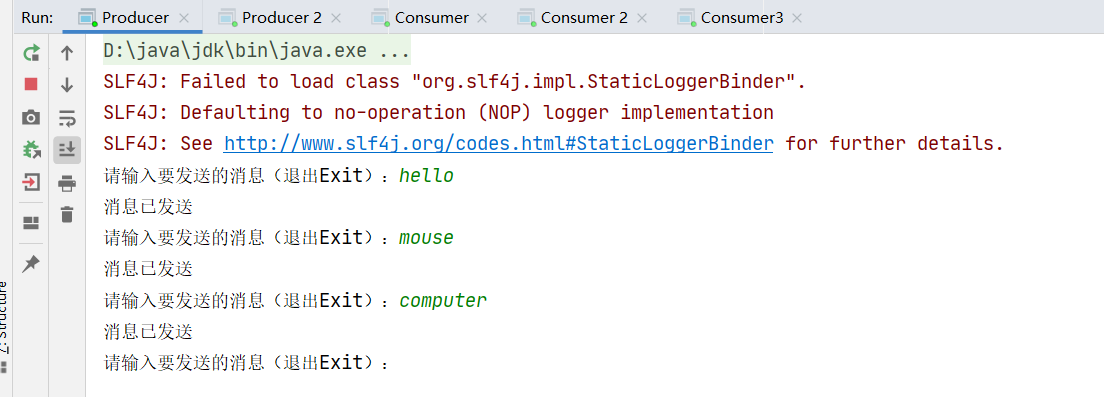 Run: Producer Producer 2 Consumer Consumer 2 Consumer3
D:\java\jdk\bin\java.exe ...
SLF4J: Failed to load class "org.slf4j.impl.StaticLoggerBinder".
SLF4J: Defaulting to no-operation (NOP) logger implementation
SLF4J: See http://www.slf4j.org/codes.html#StaticLoggerBinder for further details.
请输入要发送的消息（退出Exit）：hello
消息已发送
请输入要发送的消息（退出Exit）：mouse
消息已发送
请输入要发送的消息（退出Exit）：computer
消息已发送
请输入要发送的消息（退出Exit）：
7: Structure